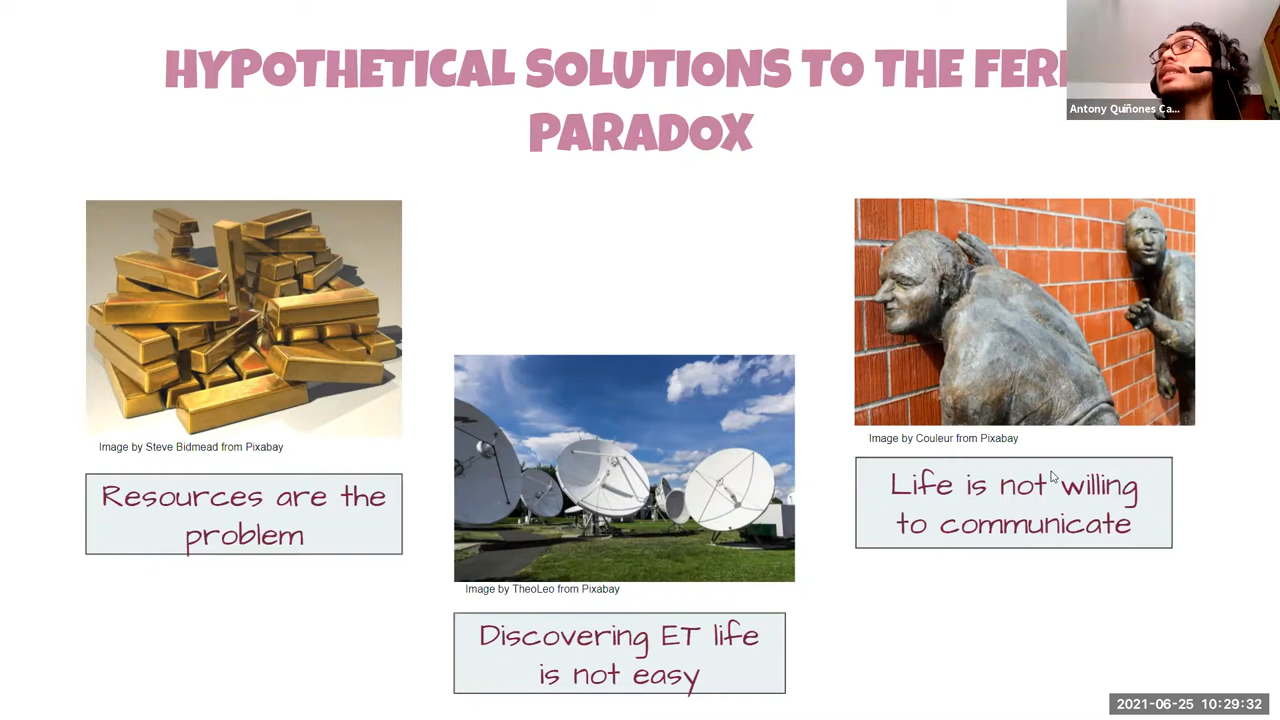 HYPOTHETICAL SOLUTIONS TO THE
PARADOX
Antony Quiñones Ca...
Image by Steve Bidmead from Pixabay
Resources are the
problem
Image by TheoLeo from Pixabay
Discovering ET life
is not easy
Image by Couleur from Pixabay
Life is not willing
to communicate
2021-06-25 10:29:32